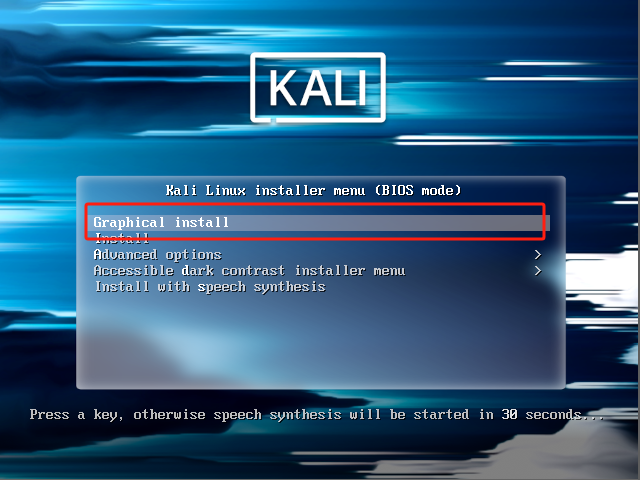 KALI
Kali Linux installer menu (BIOS mode)
Graphical install
Install
Advanced options >
Accessible dark contrast installer menu >
Install with speech synthesis
Press a key, otherwise speech synthesis will be started in 30 seconds...